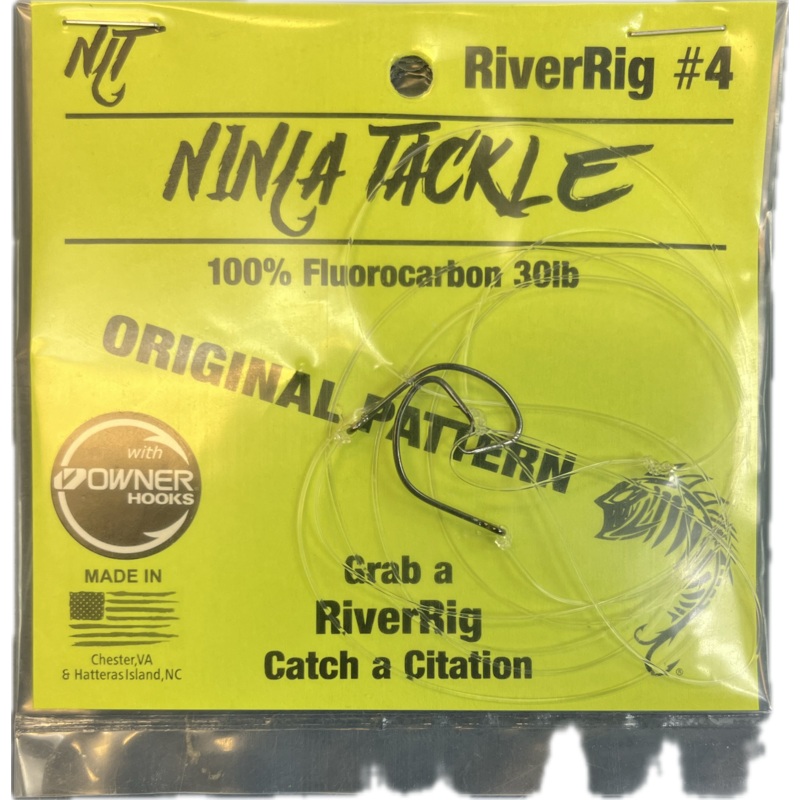 NJT
RiverRig #4
NINJA TACKLE
100% Fluorocarbon 30lb
ORIGINAL PATTERN
with
OWNER
HOOKS
MADE IN
Chester,VA
& Hatteras Island,NC
Grab a
RiverRig
Catch a Citation
®